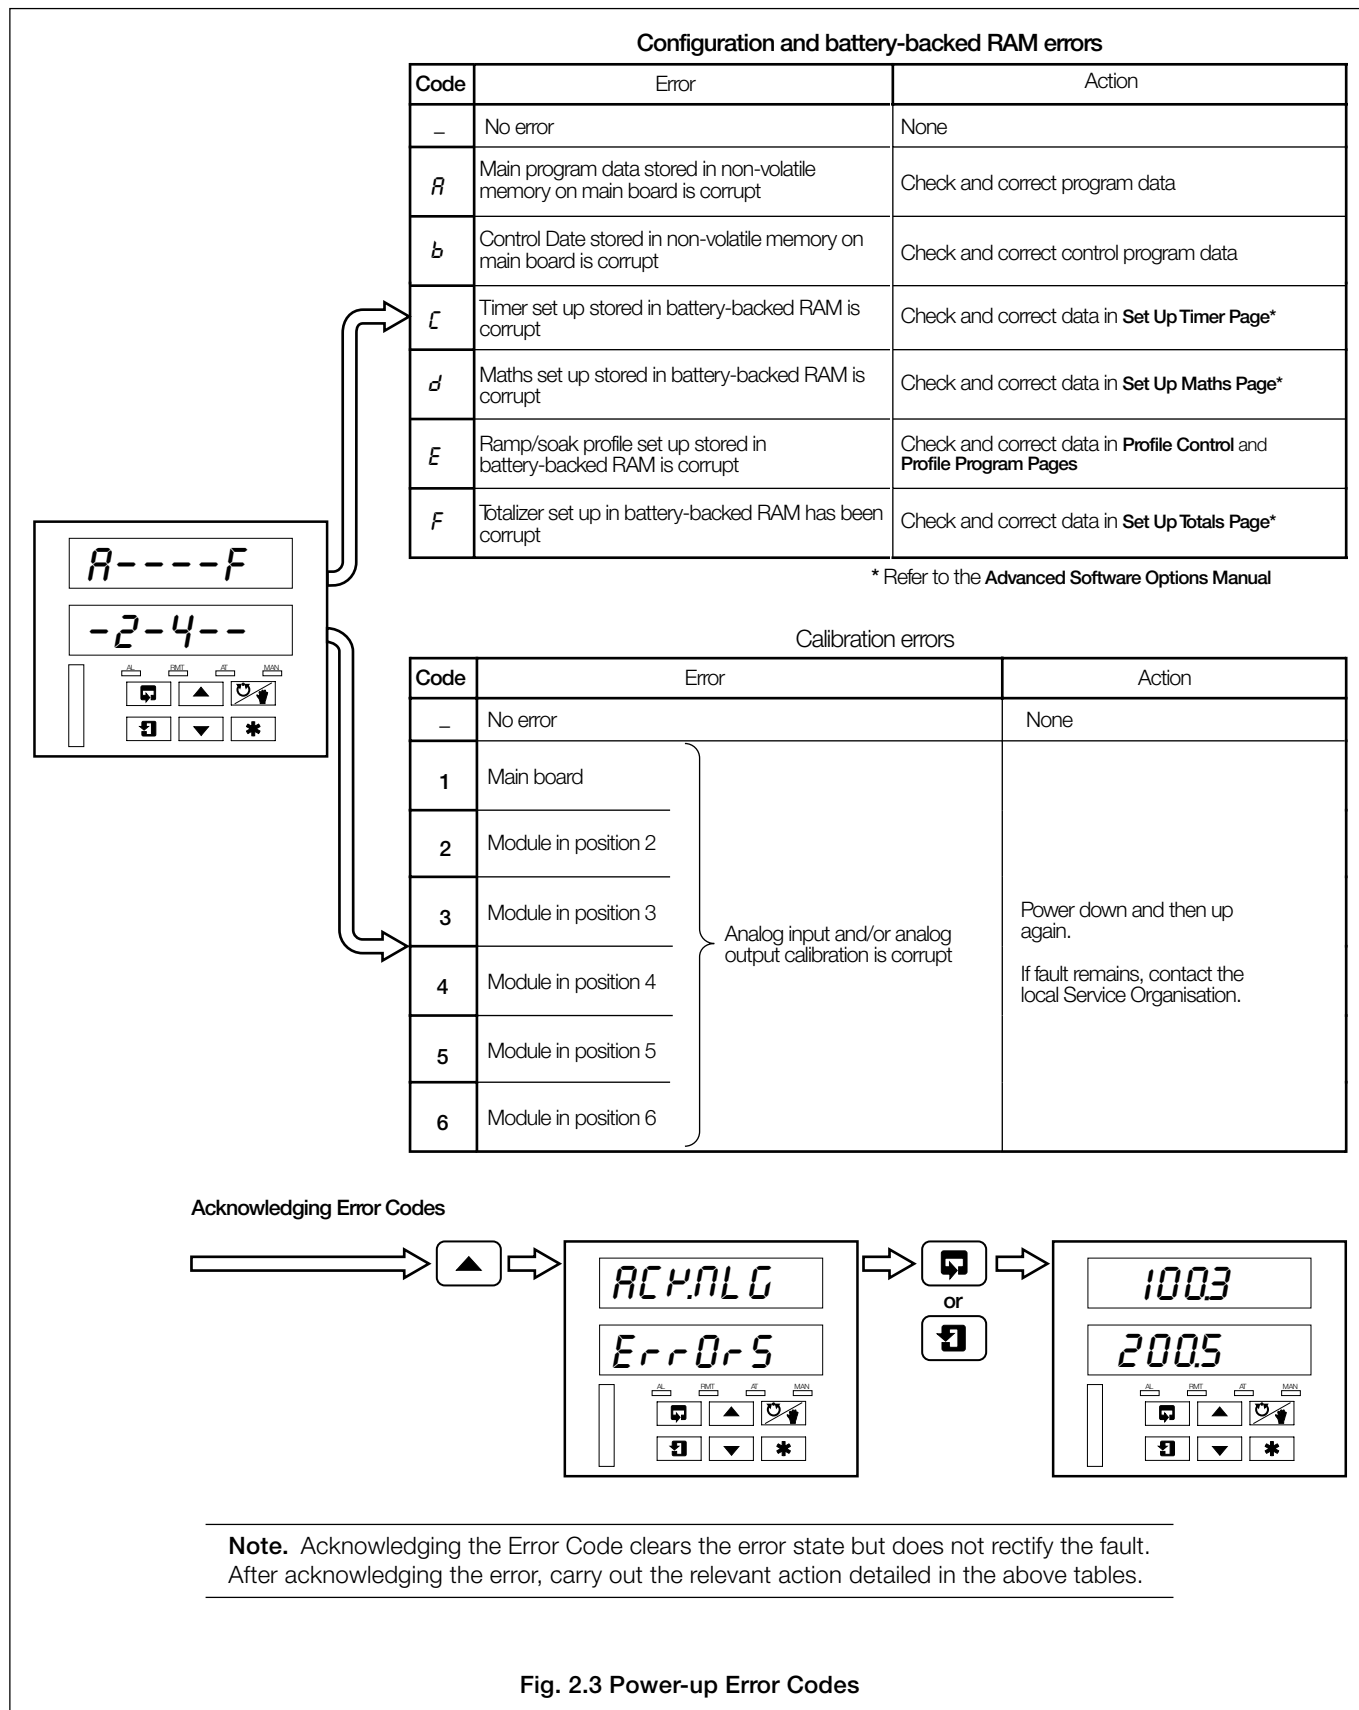 Configuration and battery-backed RAM errors
Code Error Action
– No error None
A Main program data stored in non-volatile
memory on main board is corrupt
Check and correct program data
b Control Date stored in non-volatile memory on
main board is corrupt
Check and correct control program data
C Timer set up stored in battery-backed RAM is
corrupt
Check and correct data in Set Up Timer Page*
d Maths set up stored in battery-backed RAM is
corrupt
Check and correct data in Set Up Maths Page*
E Ramp/soak profile set up stored in
battery-backed RAM is corrupt
Check and correct data in Profile Control and
Profile Program Pages
F Totalizer set up in battery-backed RAM has been
corrupt
Check and correct data in Set Up Totals Page*
* Refer to the Advanced Software Options Manual
A----F
-2-4--
AL RMT AT MAN
Calibration errors
Code Error Action
– No error None
1 Main board
2 Module in position 2
3 Module in position 3
4 Module in position 4
5 Module in position 5
6 Module in position 6
Analog input and/or analog
output calibration is corrupt
Power down and then up
again.
If fault remains, contact the
local Service Organisation.
Acknowledging Error Codes
ACK.NLG
ErrOrS
AL RMT AT MAN
or
100.3
200.5
AL RMT AT MAN
Note. Acknowledging the Error Code clears the error state but does not rectify the fault.
After acknowledging the error, carry out the relevant action detailed in the above tables.
Fig. 2.3 Power-up Error Codes